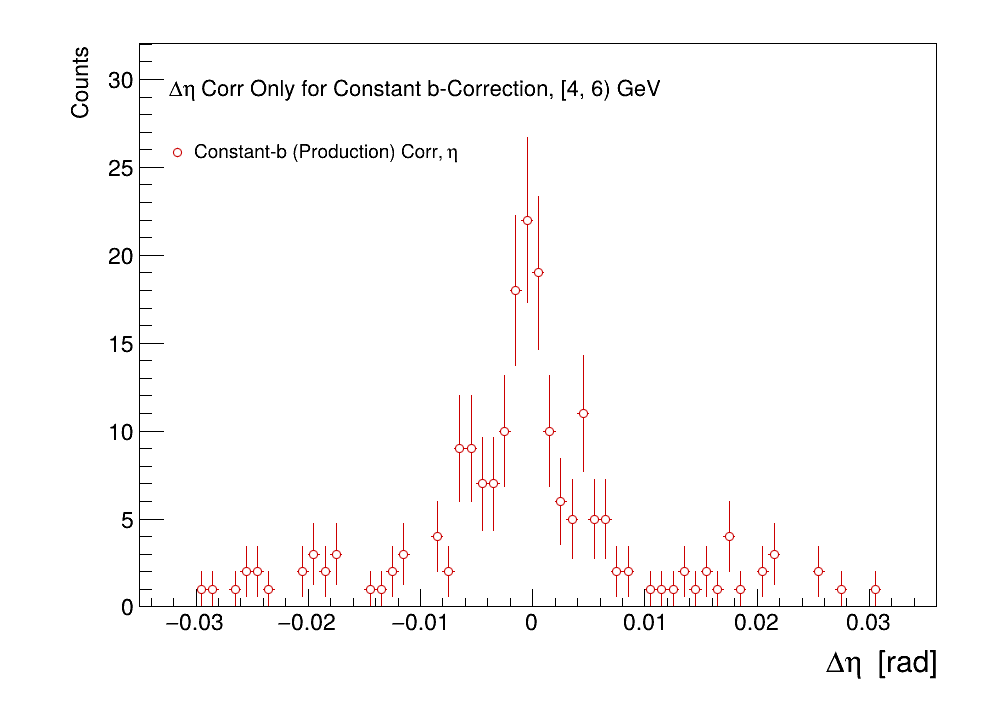 Counts
Δη Corr Only for Constant b-Correction, [4, 6) GeV
Constant-b (Production) Corr, η
30
25
20
15
10
5
0
−0.03 −0.02 −0.01 0 0.01 0.02 0.03
Δη [rad]